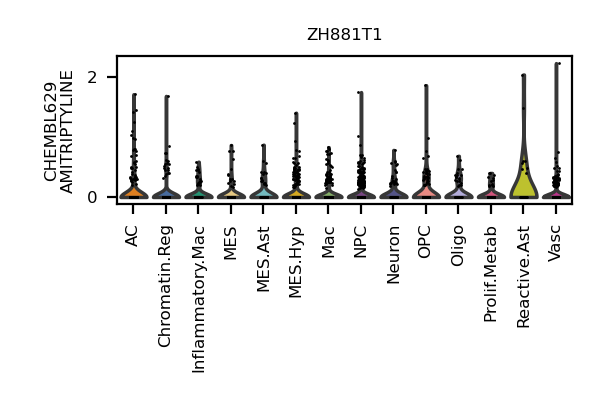 ZH881T1
CHEMBL629
AMITRIPTYLINE
2
0
AC
Chromatin.Reg
Inflammatory.Mac
MES
MES.Ast
MES.Hyp
Mac
NPC
Neuron
OPC
Oligo
Prolif.Metab
Reactive.Ast
Vasc